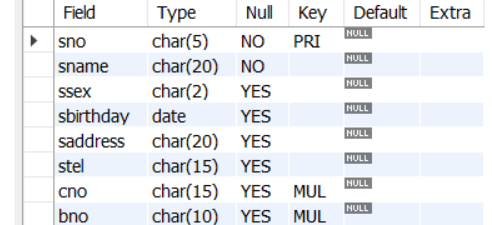 Field Type Null Key Default Extra
sno char(5) NO PRI NULL
sname char(20) NO NULL
ssex char(2) YES NULL
sbirthday date YES NULL
saddress char(20) YES NULL
stel char(15) YES NULL
cno char(15) YES MUL NULL
bno char(10) YES MUL NULL